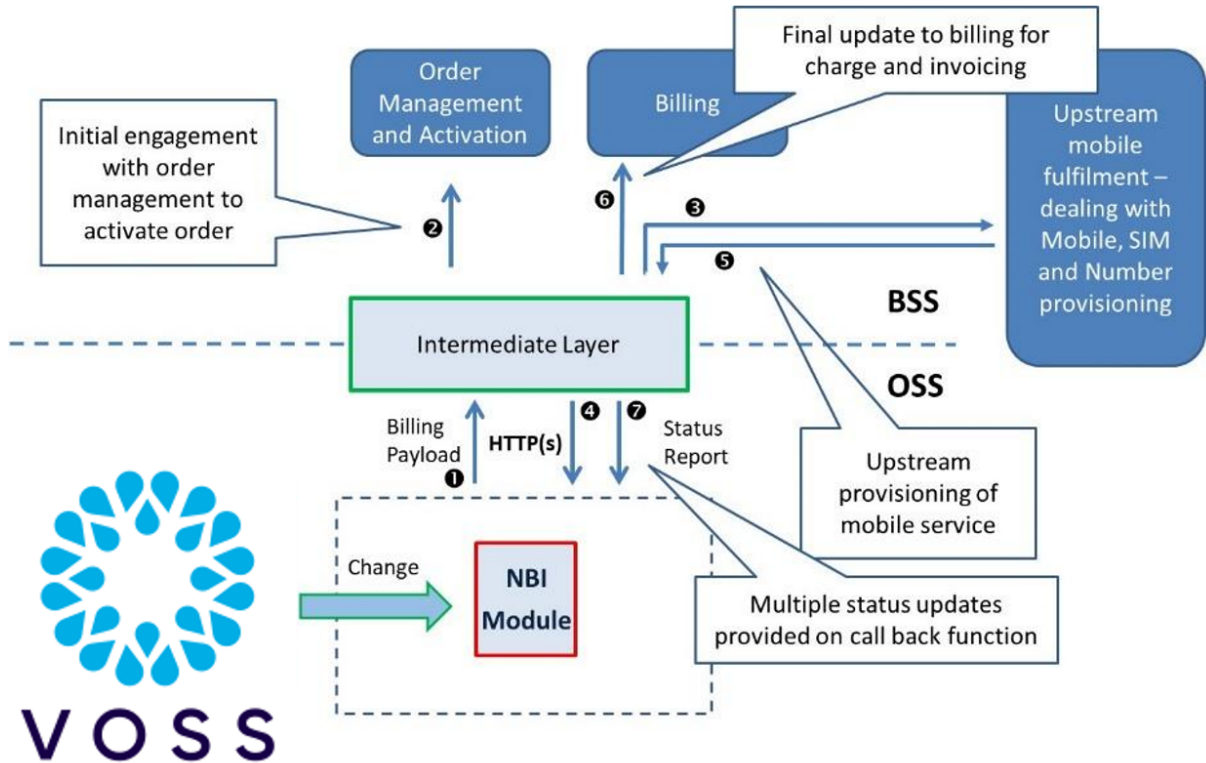 Final update to billing for
charge and invoicing
Order
Management
and Activation
Billing
Initial engagement
with order
management to
activate order
Upstream
mobile
fulfilment –
dealing with
Mobile, SIM
and Number
provisioning
❷
❻
❸
❺
BSS
Intermediate Layer
OSS
Billing
Payload
❶
HTTP(s)
❹
❼
Status
Report
Upstream
provisioning of
mobile service
Change
NBI
Module
Multiple status updates
provided on call back function
VOSS